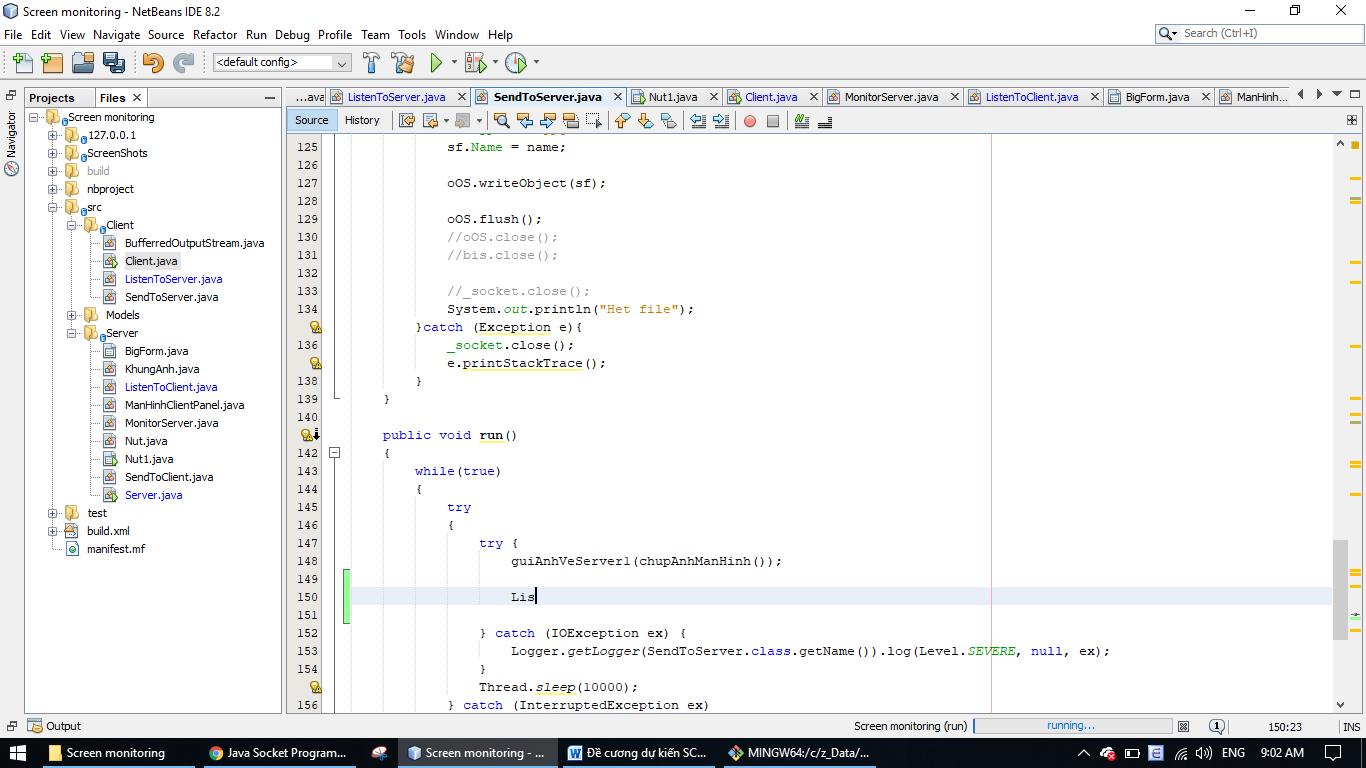 Screen monitoring - NetBeans IDE 8.2
File Edit View Navigate Source Refactor Run Debug Profile Team Tools Window Help
Search (Ctrl+I)
<default config>
Projects Files
...ava ListenToServer.java SendToServer.java Nut1.java Client.java MonitorServer.java ListenToClient.java BigForm.java ManHinh...
Navigator
Source History
Screen monitoring
127.0.0.1
ScreenShots
build
nbproject
src
Client
BufferredOutputStream.java
Client.java
ListenToServer.java
SendToServer.java
Models
Server
BigForm.java
KhungAnh.java
ListenToClient.java
ManHinhClientPanel.java
MonitorServer.java
Nut.java
Nut1.java
SendToClient.java
Server.java
test
build.xml
manifest.mf
125 sf.Name = name;
126
127 oOS.writeObject(sf);
128
129 oOS.flush();
130 //oOS.close();
131 //bis.close();
132
133 //_socket.close();
134 System.out.println("Het file");
}catch (Exception e){
136 _socket.close();
e.printStackTrace();
138 }
139 }
140
public void run()
142 {
143 while(true)
144 {
145 try
146 {
147 try {
148 guiAnhVeServer1(chupAnhManHinh());
149
150 Lis
151
152 } catch (IOException ex) {
153 Logger.getLogger(SendToServer.class.getName()).log(Level.SEVERE, null, ex);
154 }
Thread.sleep(10000);
156 } catch (InterruptedException ex)
Output
Screen monitoring (run) running... 1 150:23 INS
Screen monitoring Java Socket Program... Screen monitoring - ... Đề cương dự kiến SC... MINGW64:/c/z_Data/... ENG 9:02 AM